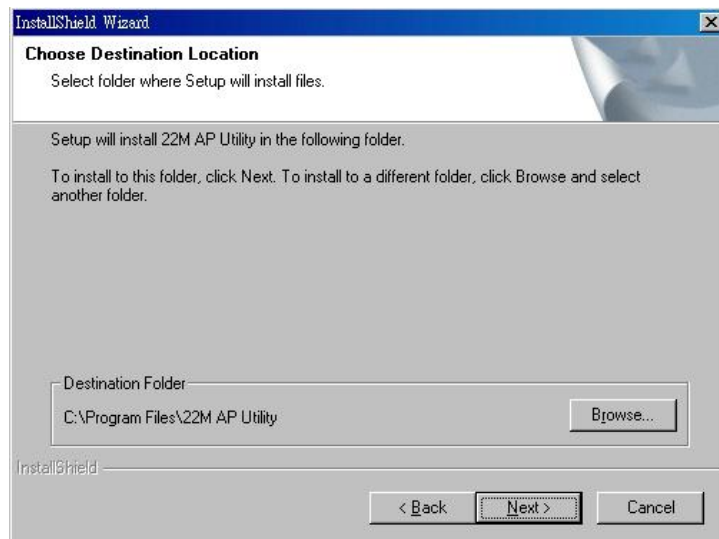 InstallShield Wizard
Choose Destination Location
Select folder where Setup will install files.
Setup will install 22M AP Utility in the following folder.
To install to this folder, click Next. To install to a different folder, click Browse and select
another folder.
Destination Folder
C:\Program Files\22M AP Utility
Browse...
InstallShield
< Back
Next >
Cancel